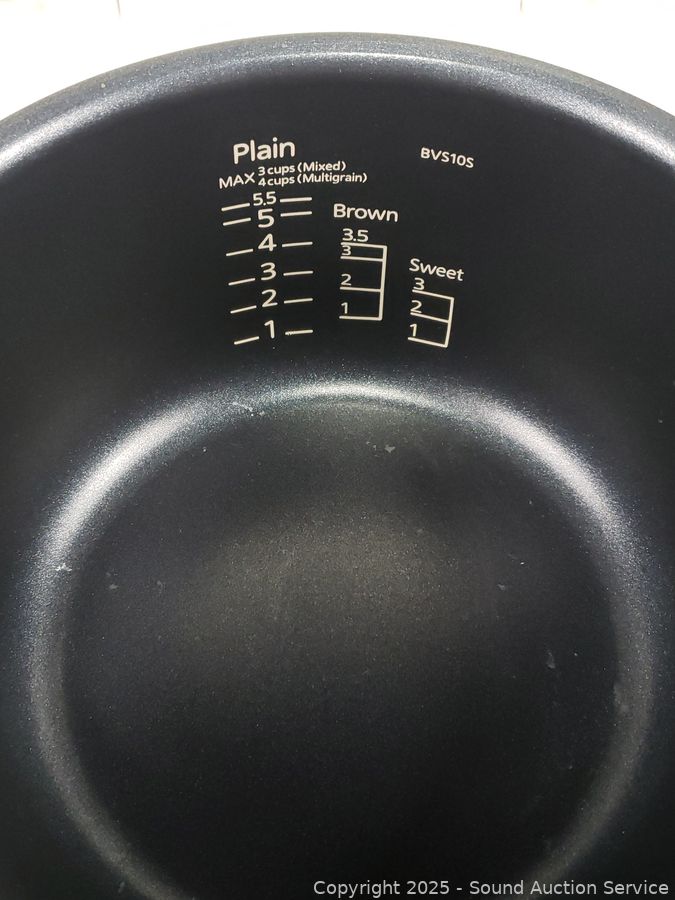 Plain
MAX 3 cups (Mixed)
4 cups (Multigrain)
5.5
5
4
3
2
1
Brown
3.5
3
2
1
BVS10S
Sweet
3
2
1
Copyright 2025 - Sound Auction Service